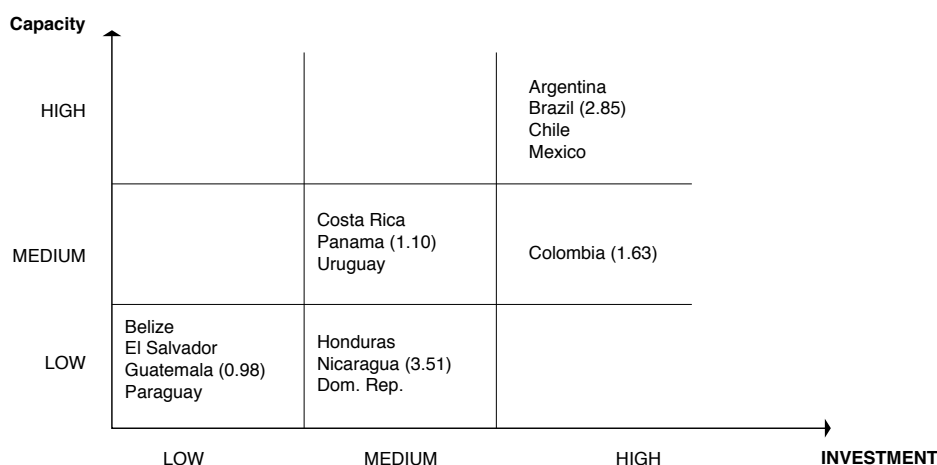 Capacity
HIGH
Argentina
Brazil (2.85)
Chile
Mexico
MEDIUM
Costa Rica
Panama (1.10)
Uruguay
Colombia (1.63)
LOW
Belize
El Salvador
Guatemala (0.98)
Paraguay
Honduras
Nicaragua (3.51)
Dom. Rep.
LOW
MEDIUM
HIGH
INVESTMENT